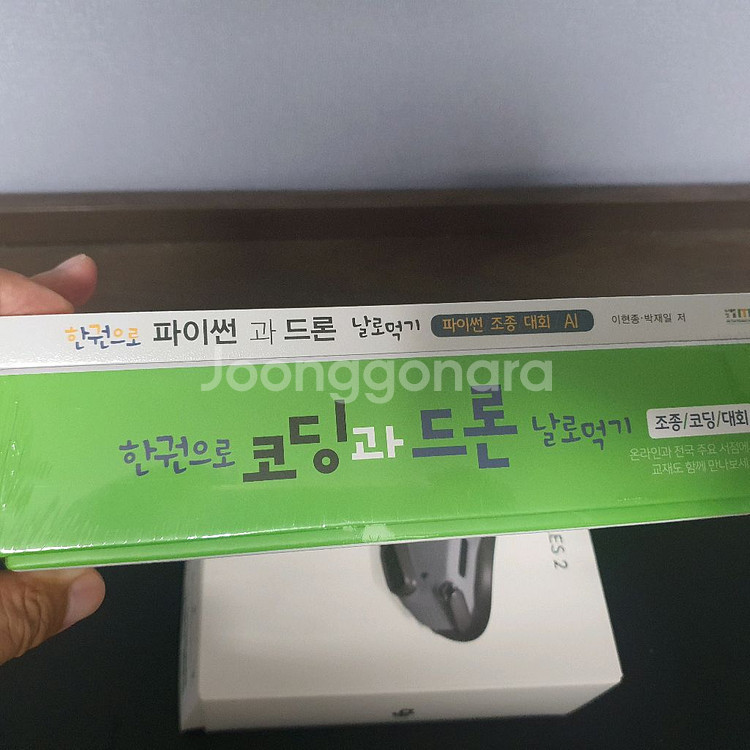 한권으로 파이썬 과 드론 날로먹기 파이썬 조종 대회 AI 이현종·박재일 저
Joonggonara
한권으로 코딩과 드론 날로먹기 조종/코딩/대회
온라인과 전국 주요 서점에
교재도 함께 만나보세
ES 2